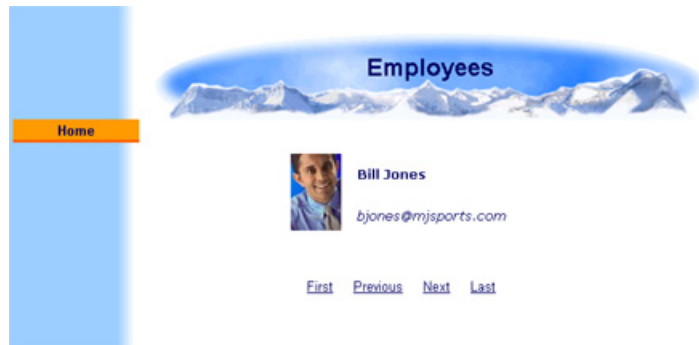 Employees
Home
Bill Jones
bjones@mjsports.com
First Previous Next Last